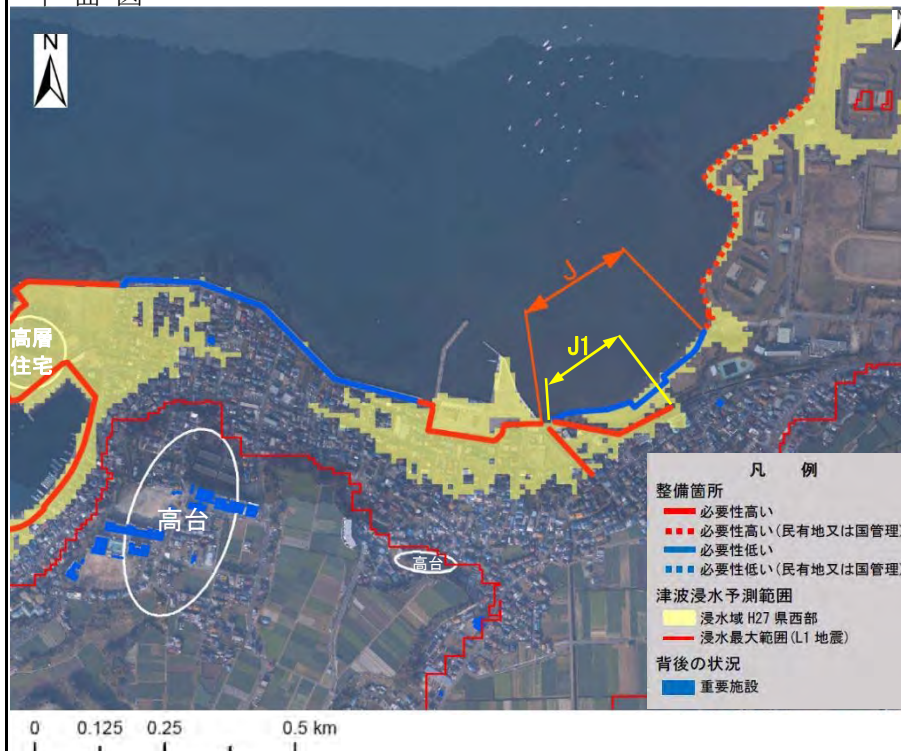 平 面 図
N
N
J
J1
高層
住宅
高台
高台
凡 例
整備箇所
必要性高い
必要性高い(民有地又は国管理)
必要性低い
必要性低い(民有地又は国管理)
津波浸水予測範囲
浸水域 H27 県西部
浸水最大範囲(L1 地震)
背後の状況
重要施設
0 0.125 0.25 0.5 km